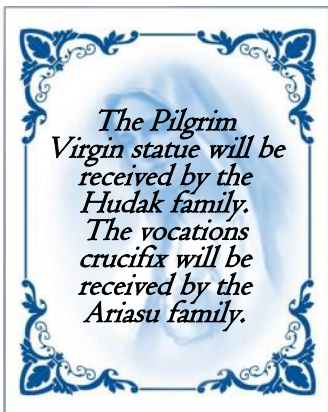 The Pilgrim
Virgin statue will be
received by the
Hudak family.
The vocations
crucifix will be
received by the
Ariasu family.